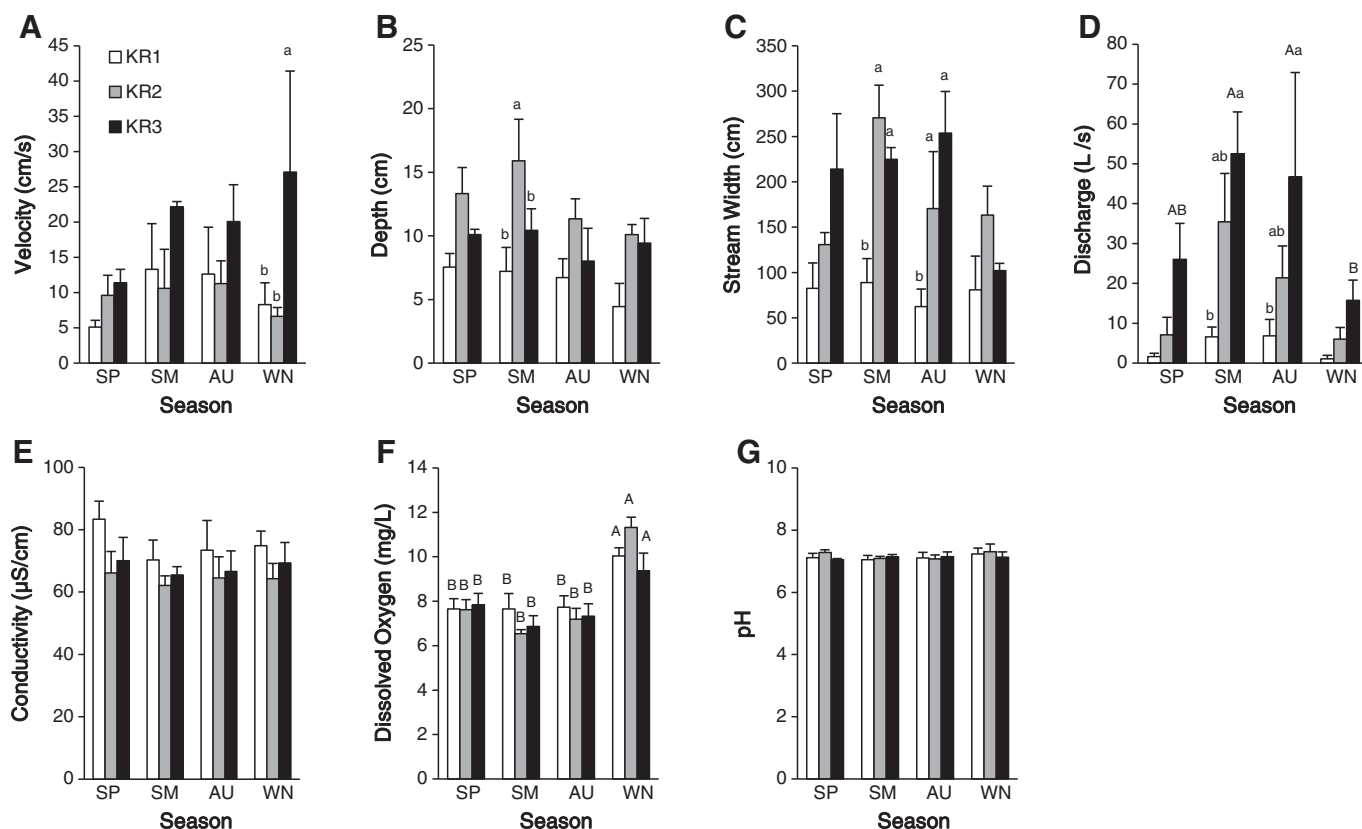 A
45
40
35
30
25
20
15
10
5
0
Velocity (cm/s)
KR1
KR2
KR3
a
b
b
SP SM AU WN
Season
B
25
20
15
10
5
0
Depth (cm)
a
b
b
SP SM AU WN
Season
C
350
300
250
200
150
100
50
0
Stream Width (cm)
a
a
b
a
a
b
SP SM AU WN
Season
D
80
70
60
50
40
30
20
10
0
Discharge (L /s)
AB
Aa
ab
b
Aa
ab
b
B
SP SM AU WN
Season
E
100
80
60
40
20
0
Conductivity (µS/cm)
SP SM AU WN
Season
F
14
12
10
8
6
4
2
0
Dissolved Oxygen (mg/L)
B B B
B B B
B B B
A A A
SP SM AU WN
Season
G
10
8
6
4
2
0
pH
SP SM AU WN
Season